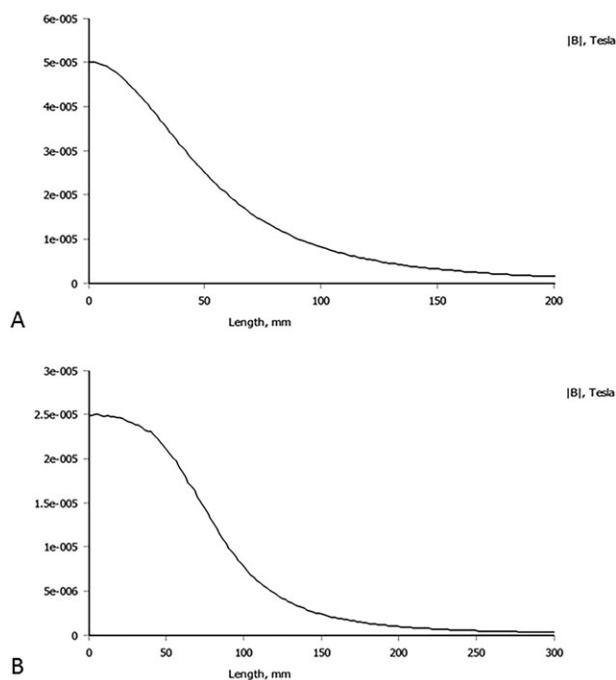 6e-005
|B|, Tesla
5e-005
4e-005
3e-005
2e-005
1e-005
0
0 50 100 150 200
Length, mm
A
3e-005
|B|, Tesla
2.5e-005
2e-005
1.5e-005
1e-005
5e-006
0
0 50 100 150 200 250 300
Length, mm
B